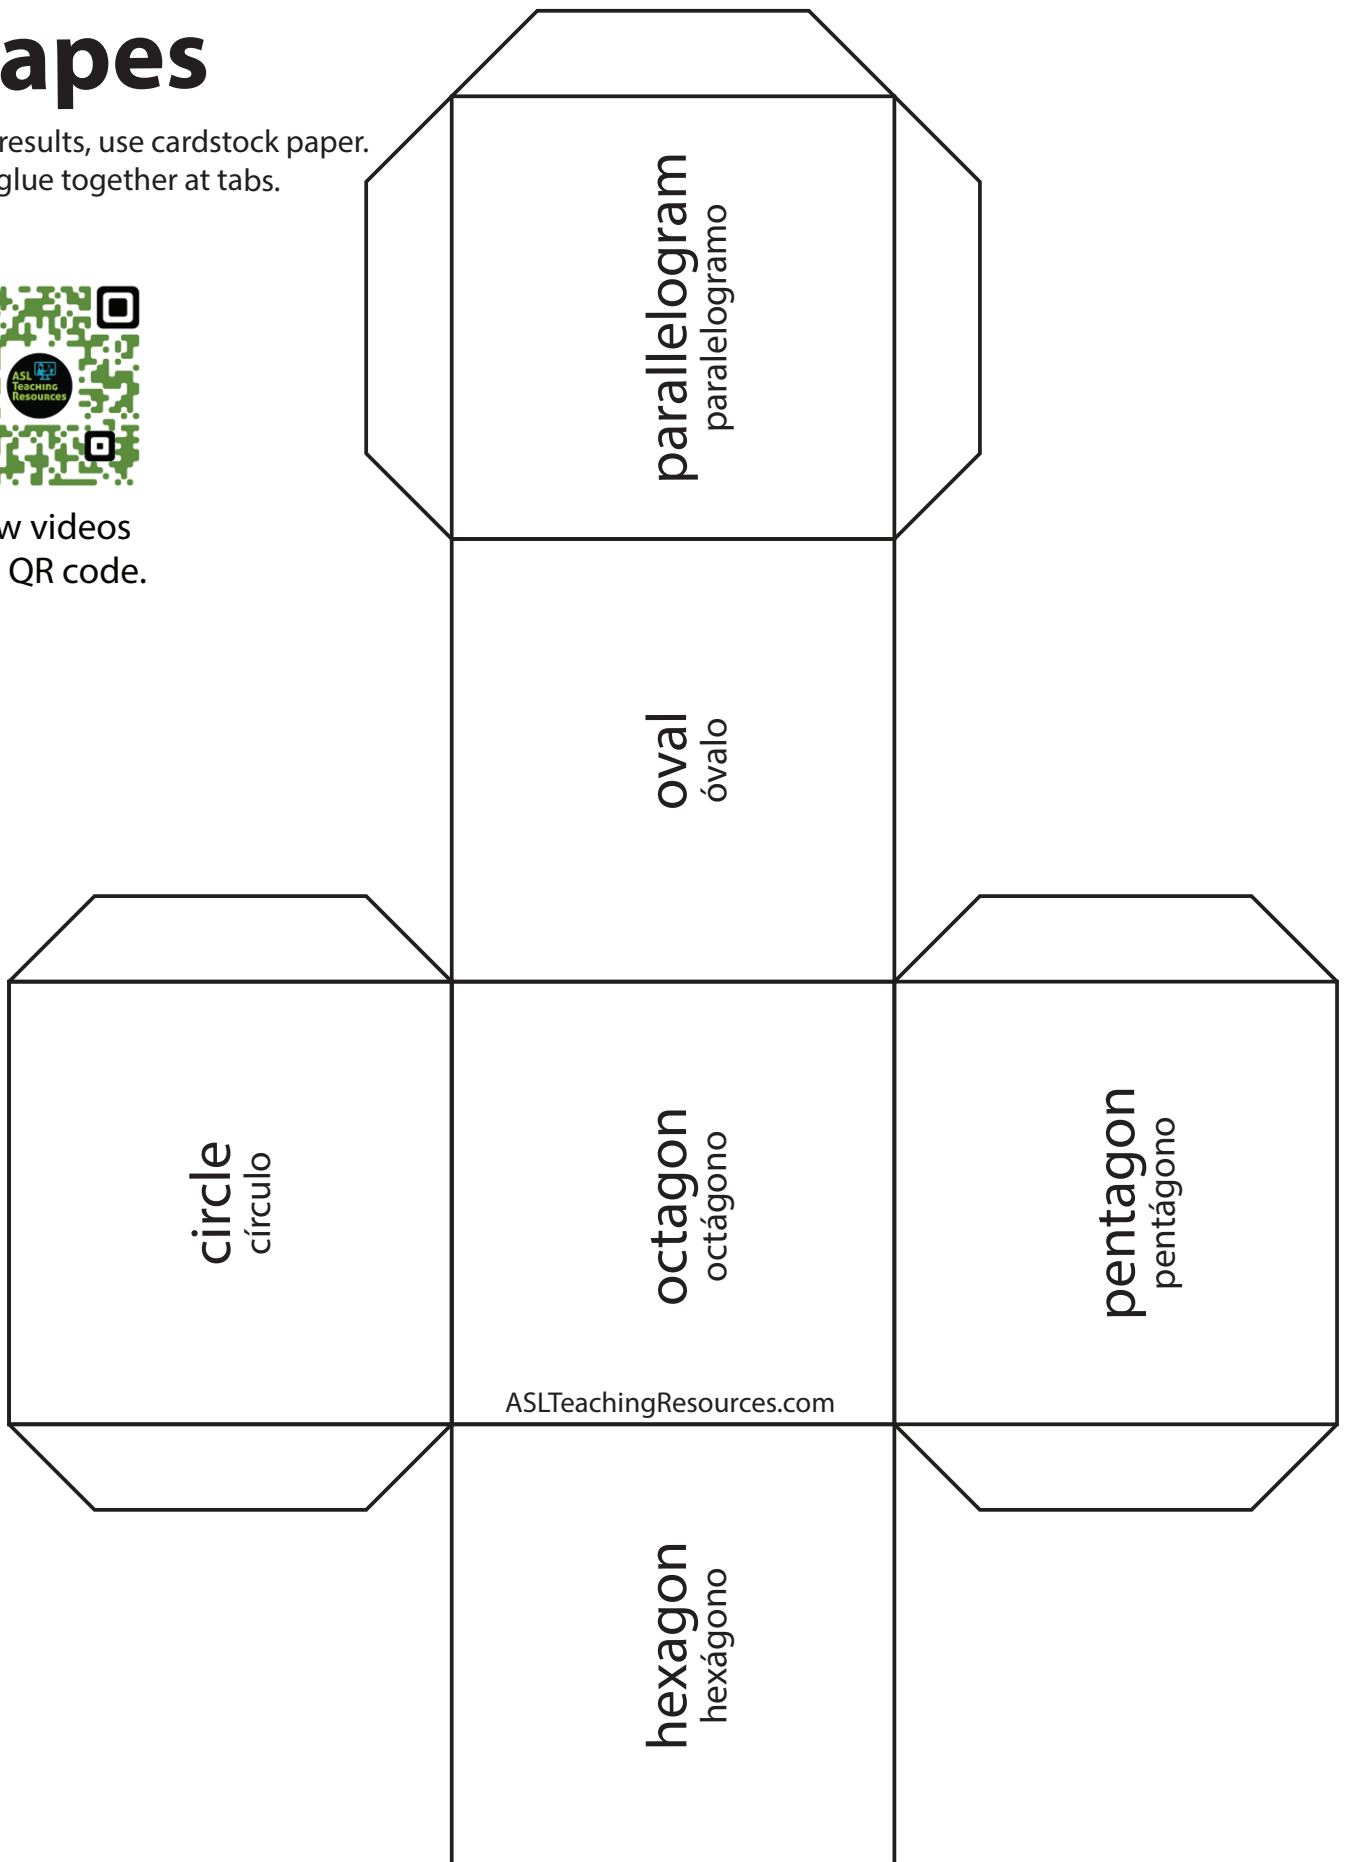 apes
results, use cardstock paper.
glue together at tabs.
ASL
Teaching
Resources
w videos
QR code.
parallelogram
paralelogramo
oval
óvalo
circle
círculo
octagon
octágono
pentagon
pentágono
ASLTeachingResources.com
hexagon
hexágono